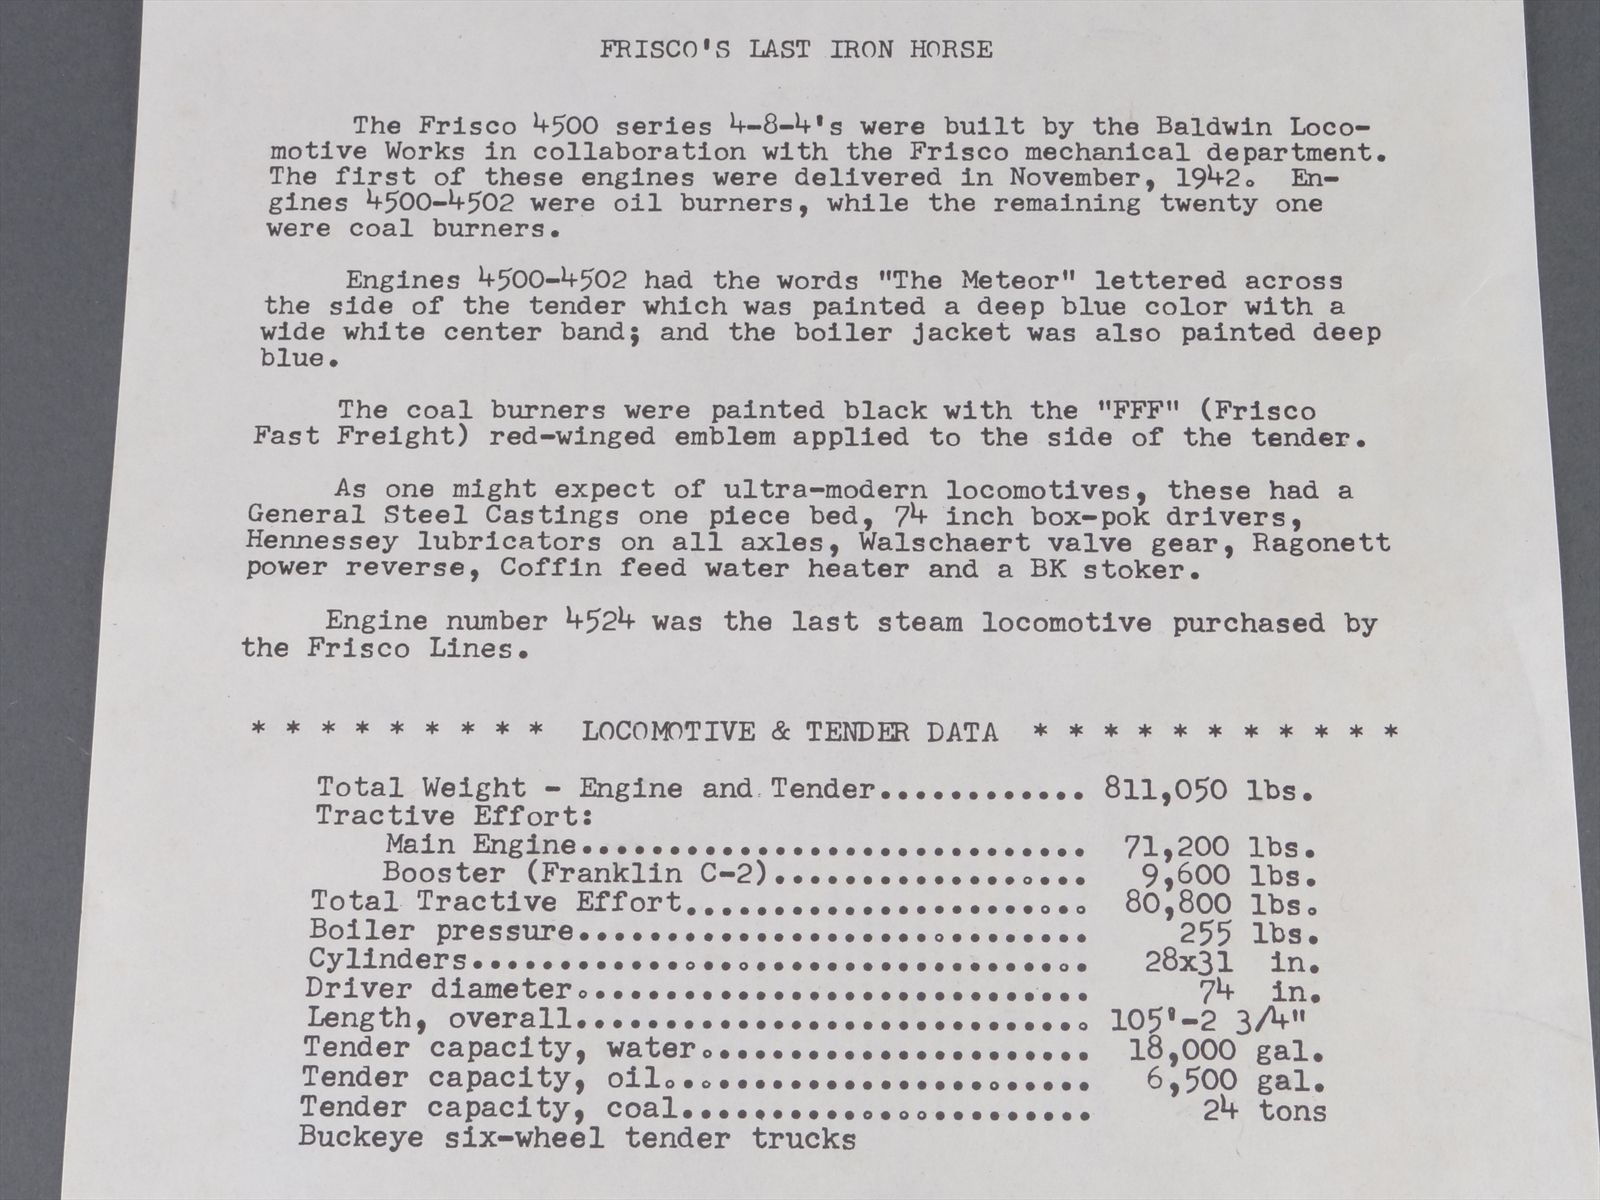 FRISCO'S LAST IRON HORSE
The Frisco 4500 series 4-8-4's were built by the Baldwin Loco-
motive Works in collaboration with the Frisco mechanical department.
The first of these engines were delivered in November, 1942. En-
gines 4500-4502 were oil burners, while the remaining twenty one
were coal burners.
Engines 4500-4502 had the words "The Meteor" lettered across
the side of the tender which was painted a deep blue color with a
wide white center band; and the boiler jacket was also painted deep
blue.
The coal burners were painted black with the "FFF" (Frisco
Fast Freight) red-winged emblem applied to the side of the tender.
As one might expect of ultra-modern locomotives, these had a
General Steel Castings one piece bed, 74 inch box-pok drivers,
Hennessey lubricators on all axles, Walschaert valve gear, Ragonett
power reverse, Coffin feed water heater and a BK stoker.
Engine number 4524 was the last steam locomotive purchased by
the Frisco Lines.
* * * * * * * * * LOCOMOTIVE & TENDER DATA * * * * * * * * * * *
Total Weight - Engine and Tender............ 811,050 lbs.
Tractive Effort:
Main Engine............................. 71,200 lbs.
Booster (Franklin C-2).................. 9,600 lbs.
Total Tractive Effort....................... 80,800 lbs.
Boiler pressure............................. 255 lbs.
Cylinders................................... 28x31 in.
Driver diameter............................. 74 in.
Length, overall............................. 105'-2 3/4"
Tender capacity, water...................... 18,000 gal.
Tender capacity, oil........................ 6,500 gal.
Tender capacity, coal....................... 24 tons
Buckeye six-wheel tender trucks